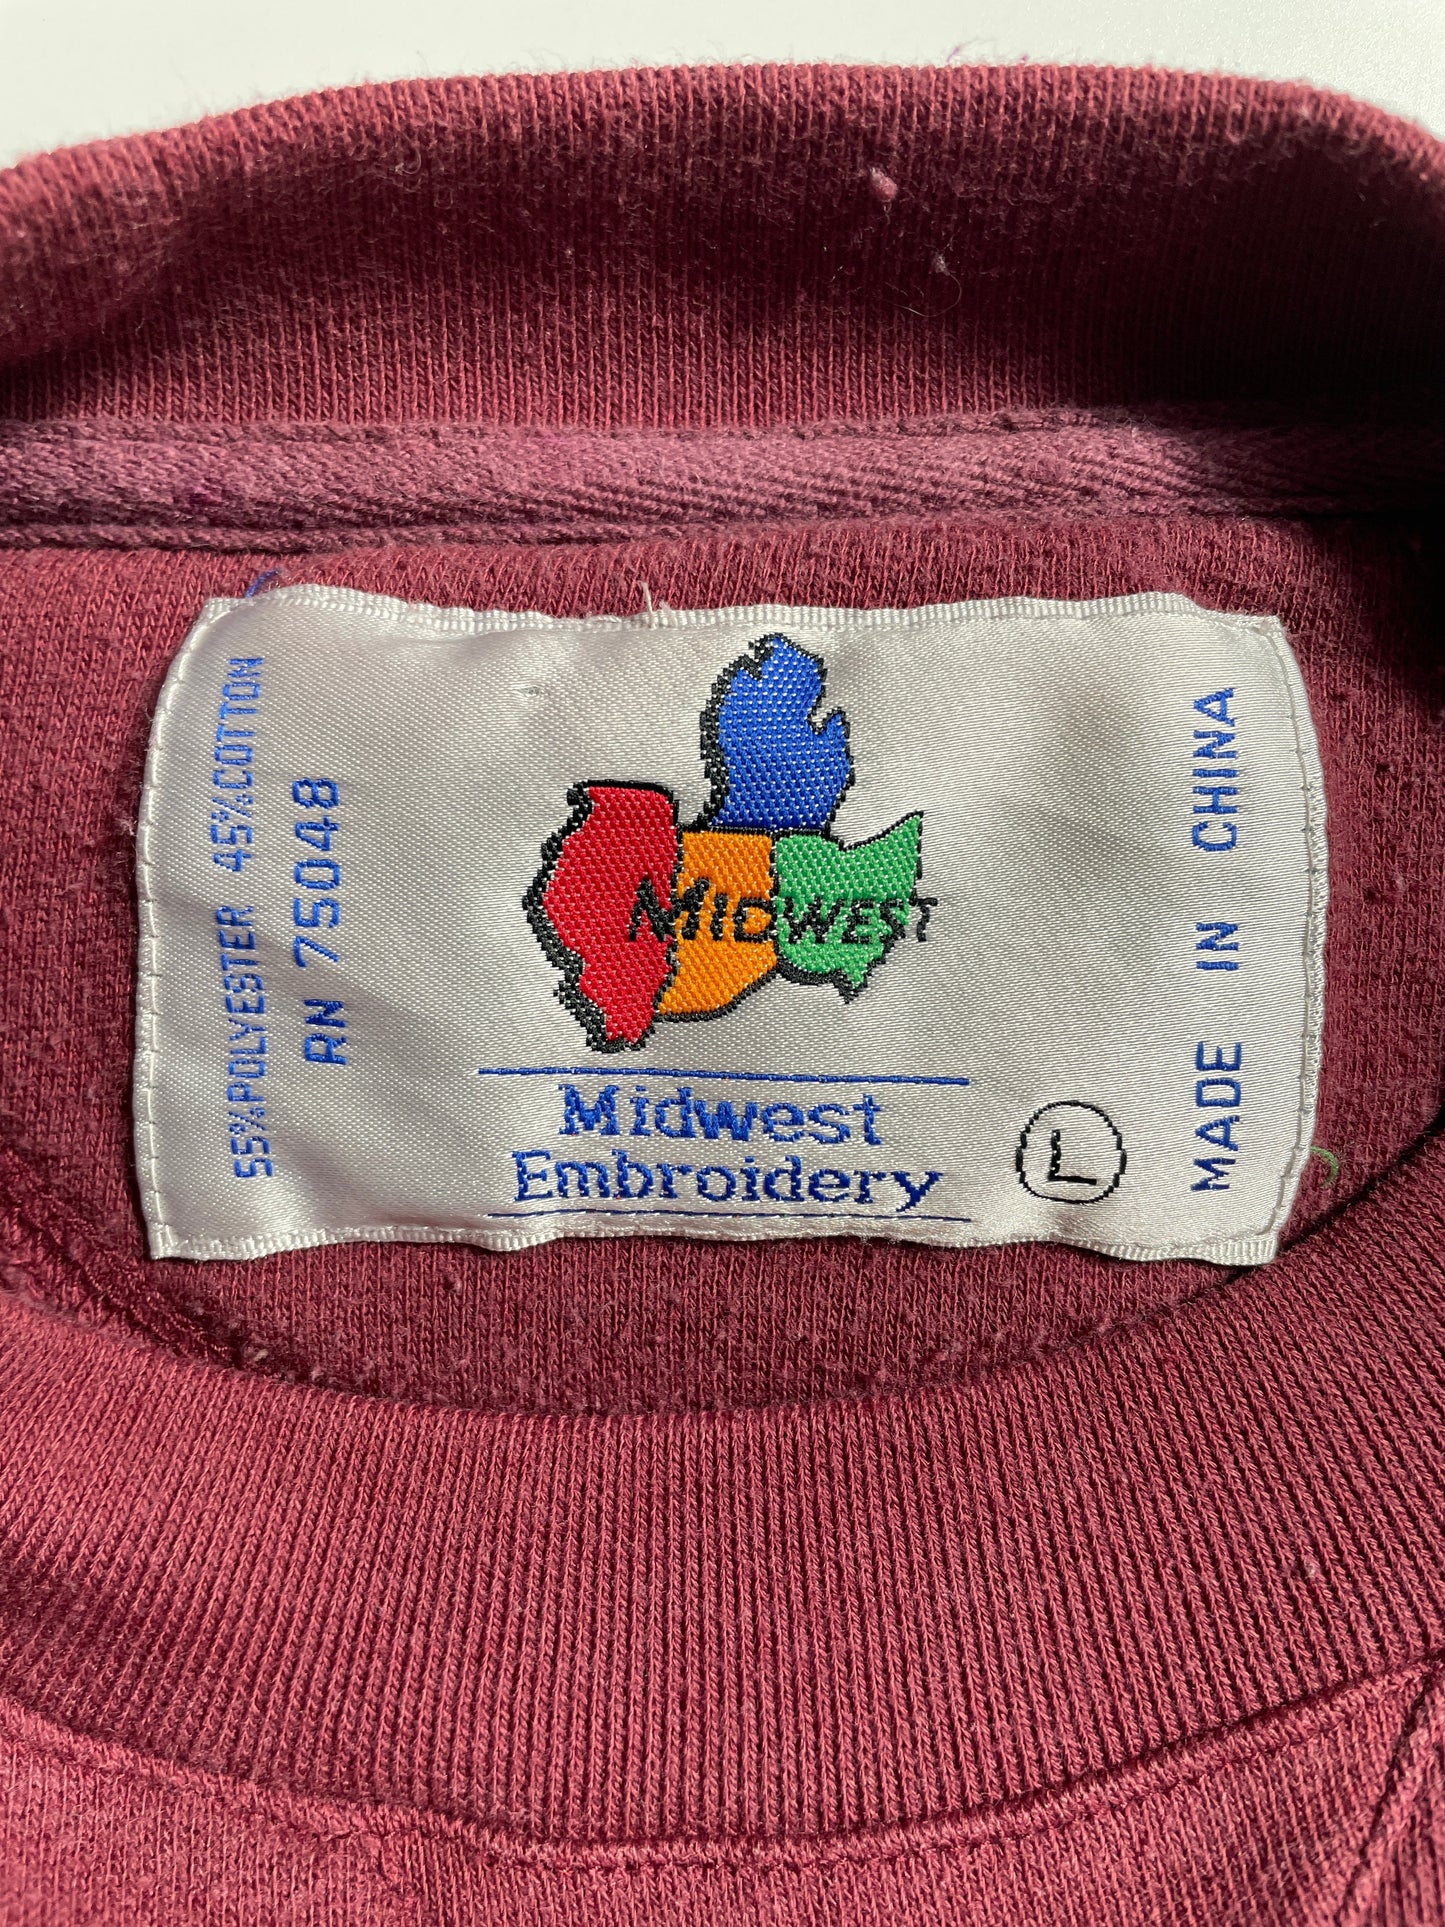 55%POLYESTER 45%COTTON
RN 75048
MIDWEST
Midwest
Embroidery
L
MADE IN CHINA